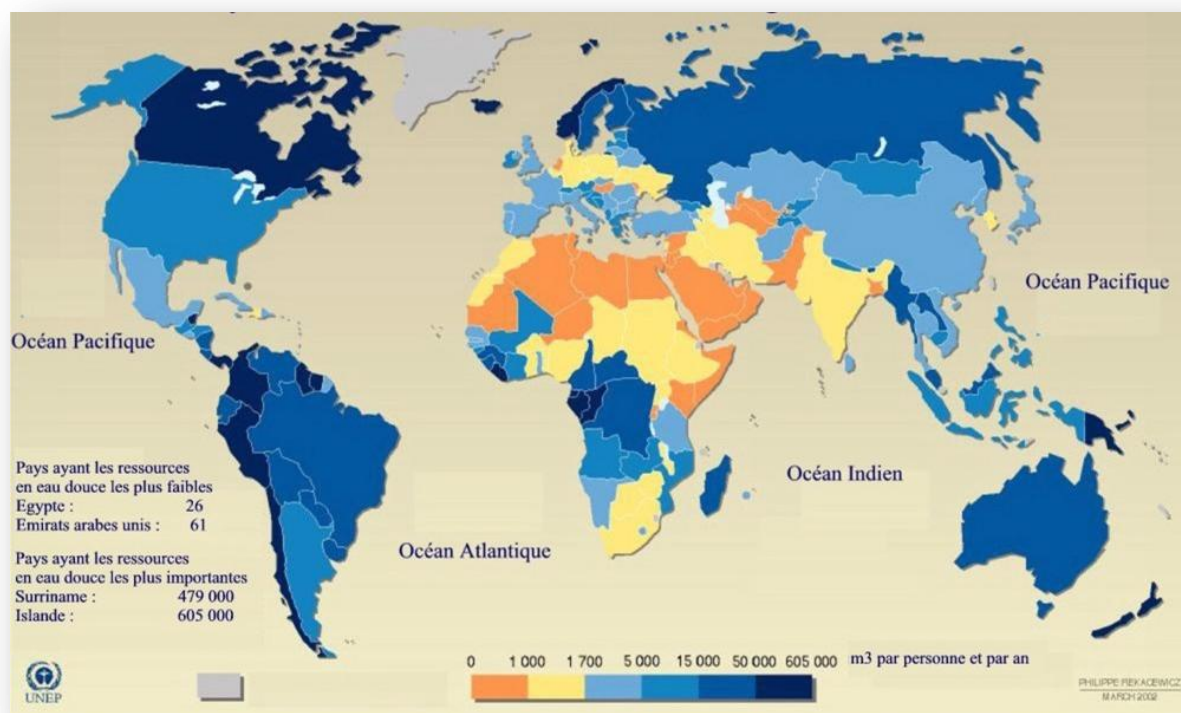 Océan Pacifique
Océan Pacifique
Océan Indien
Océan Atlantique
Pays ayant les ressources
en eau douce les plus faibles
Egypte : 26
Emirats arabes unis : 61
Pays ayant les ressources
en eau douce les plus importantes
Surriname : 479 000
Islande : 605 000
0 1 000 1 700 5 000 15 000 50 000 605 000 m3 par personne et par an
UNEP
PHILIPPE REKACEWICZ
MARCH 2002